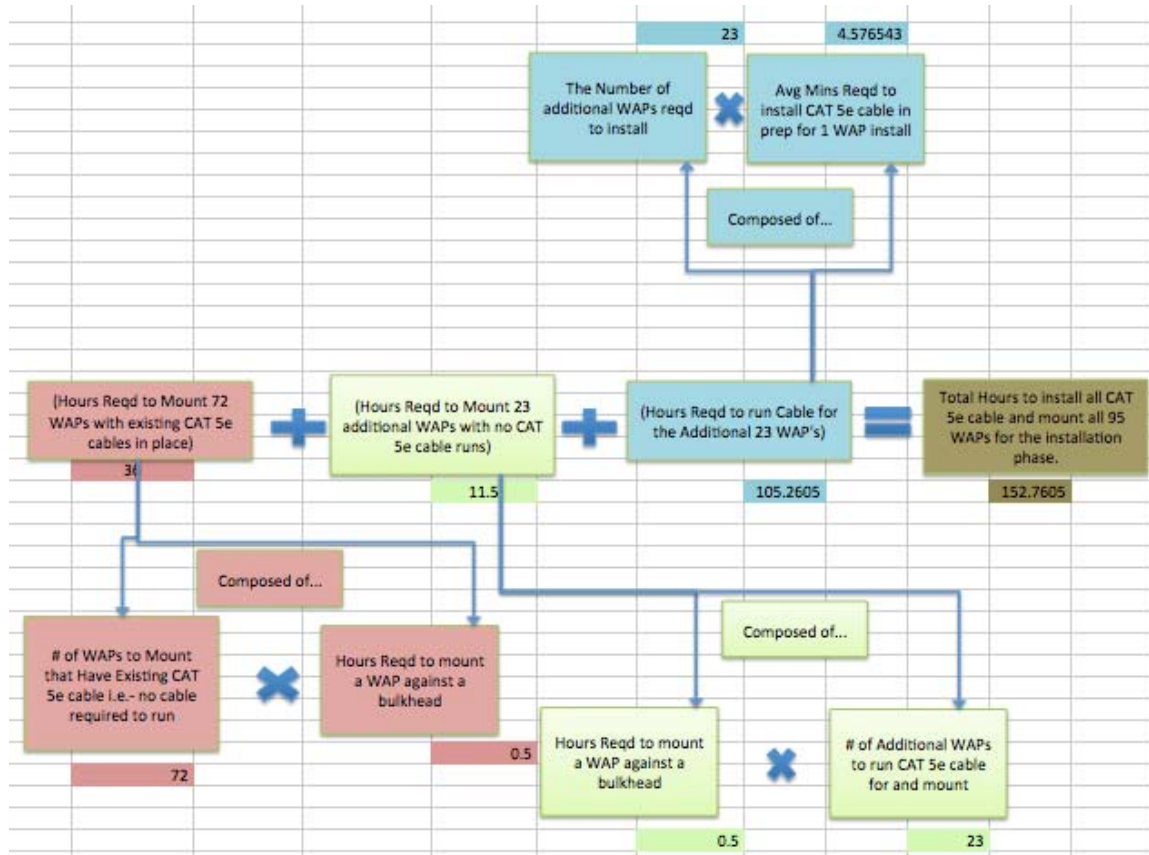 23
4.576543
The Number of
additional WAPs reqd
to install
Avg Mins Reqd to
install CAT 5e cable in
prep for 1 WAP install
Composed of...
(Hours Reqd to Mount 72
WAPs with existing CAT 5e
cables in place)
36
(Hours Reqd to Mount 23
additional WAPs with no CAT
5e cable runs)
11.5
(Hours Reqd to run Cable for
the Additional 23 WAP's)
105.2605
Total Hours to install all CAT
5e cable and mount all 95
WAPs for the installation
phase.
152.7605
Composed of...
# of WAPs to Mount
that Have Existing CAT
5e cable i.e.- no cable
required to run
72
Hours Reqd to mount
a WAP against a
bulkhead
0.5
Composed of...
Hours Reqd to mount
a WAP against a
bulkhead
0.5
# of Additional WAPs
to run CAT 5e cable
for and mount
23